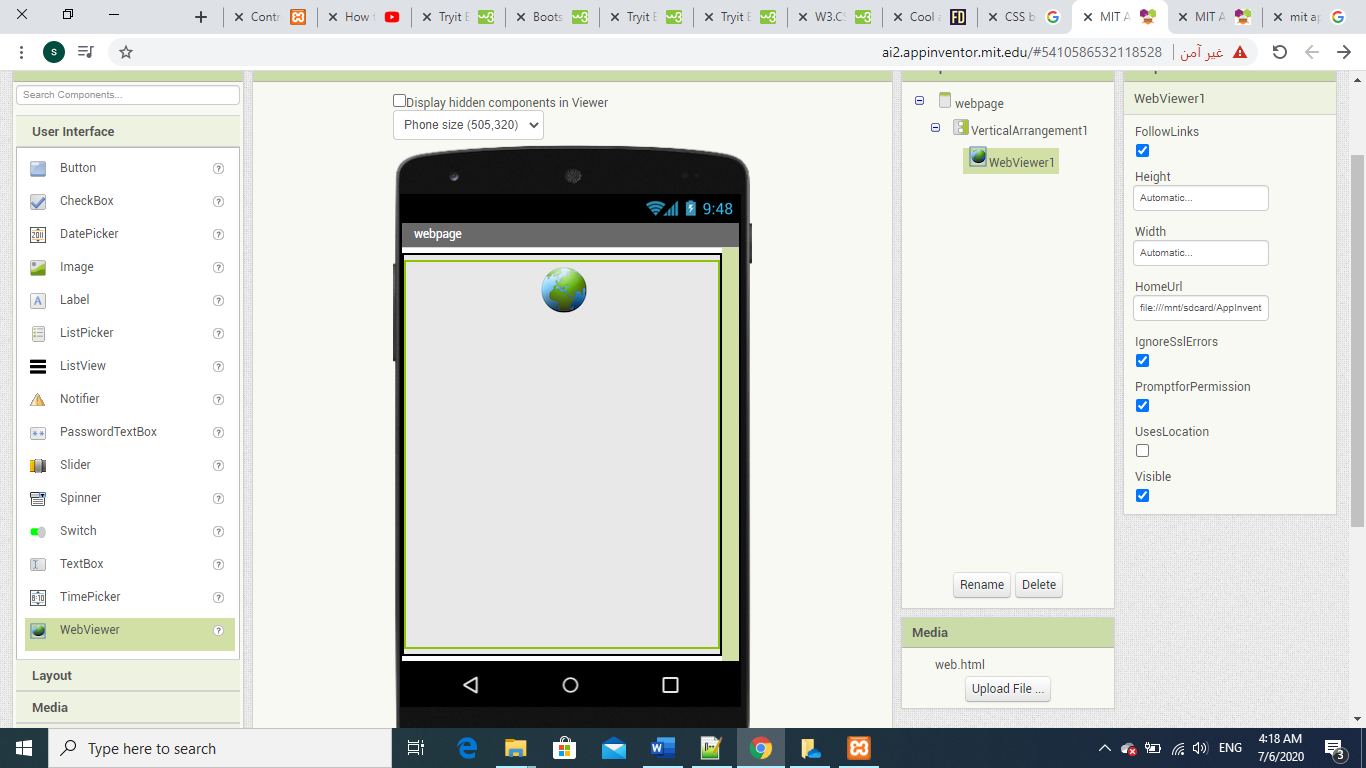 Contr
How t
Tryit E
Boots
Tryit E
Tryit E
W3.CS
Cool a
CSS b
MIT A
MIT A
mit ap
S
ai2.appinventor.mit.edu/#5410586532118528
غير آمن
Search Components...
User Interface
Button
CheckBox
DatePicker
Image
Label
ListPicker
ListView
Notifier
PasswordTextBox
Slider
Spinner
Switch
TextBox
TimePicker
WebViewer
Layout
Media
Display hidden components in Viewer
Phone size (505,320)
9:48
webpage
webpage
VerticalArrangement1
WebViewer1
Rename
Delete
Media
web.html
Upload File ...
WebViewer1
FollowLinks
Height
Automatic...
Width
Automatic...
HomeUrl
file:///mnt/sdcard/AppInvent
IgnoreSslErrors
PromptforPermission
UsesLocation
Visible
Type here to search
ENG
4:18 AM
7/6/2020
3